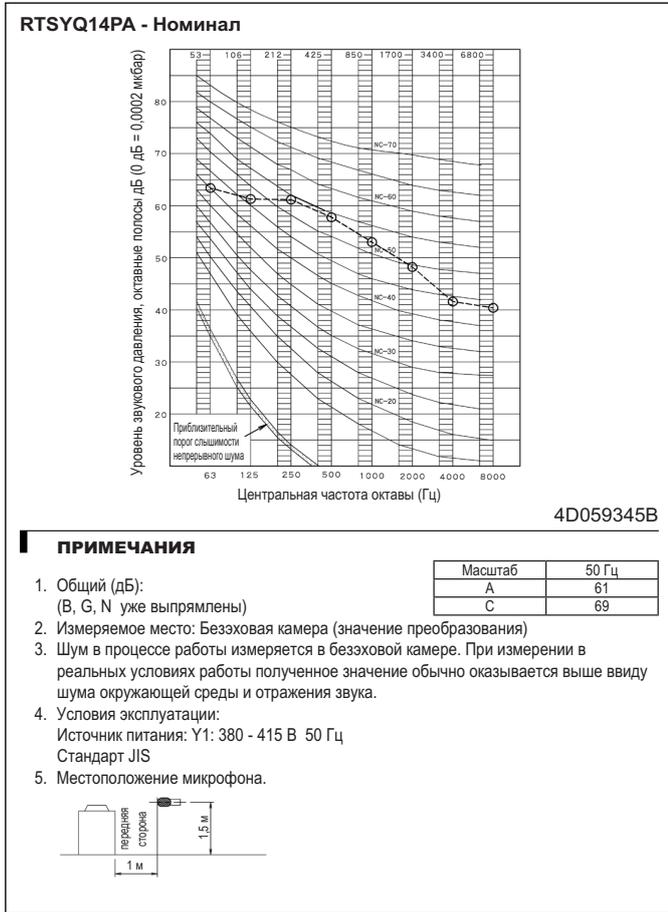 RTSYQ14PA - Номинал
Уровень звукового давления, октавные полосы дБ (0 дБ = 0,0002 мкбар)
53 106 212 425 850 1700 3400 6800
80
70
60
50
40
30
20
NC-70
NC-60
NC-50
NC-40
NC-30
NC-20
Приблизительный
порог слышимости
непрерывного шума
63 125 250 500 1000 2000 4000 8000
Центральная частота октавы (Гц)
4D059345B
ПРИМЕЧАНИЯ
1. Общий (дБ):
(B, G, N уже выпрямлены)
Масштаб 50 Гц
A 61
C 69
2. Измеряемое место: Безэховая камера (значение преобразования)
3. Шум в процессе работы измеряется в безэховой камере. При измерении в
реальных условиях работы полученное значение обычно оказывается выше ввиду
шума окружающей среды и отражения звука.
4. Условия эксплуатации:
Источник питания: Y1: 380 - 415 В 50 Гц
Стандарт JIS
5. Местоположение микрофона.
передняя
сторона
1,5 м
1 м